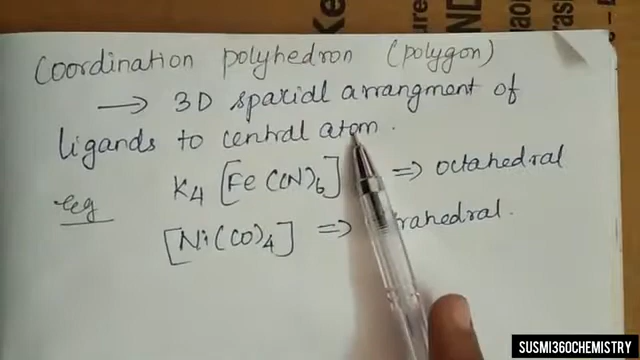 Coordination polyhedron (polygon)
→ 3D spaxial arrangment of
ligands to central atom.
eg K4 [Fe(CN)6] ⇒ octahedral
[Ni(CO)4] ⇒ rahedral.
SUSMI360CHEMISTRY